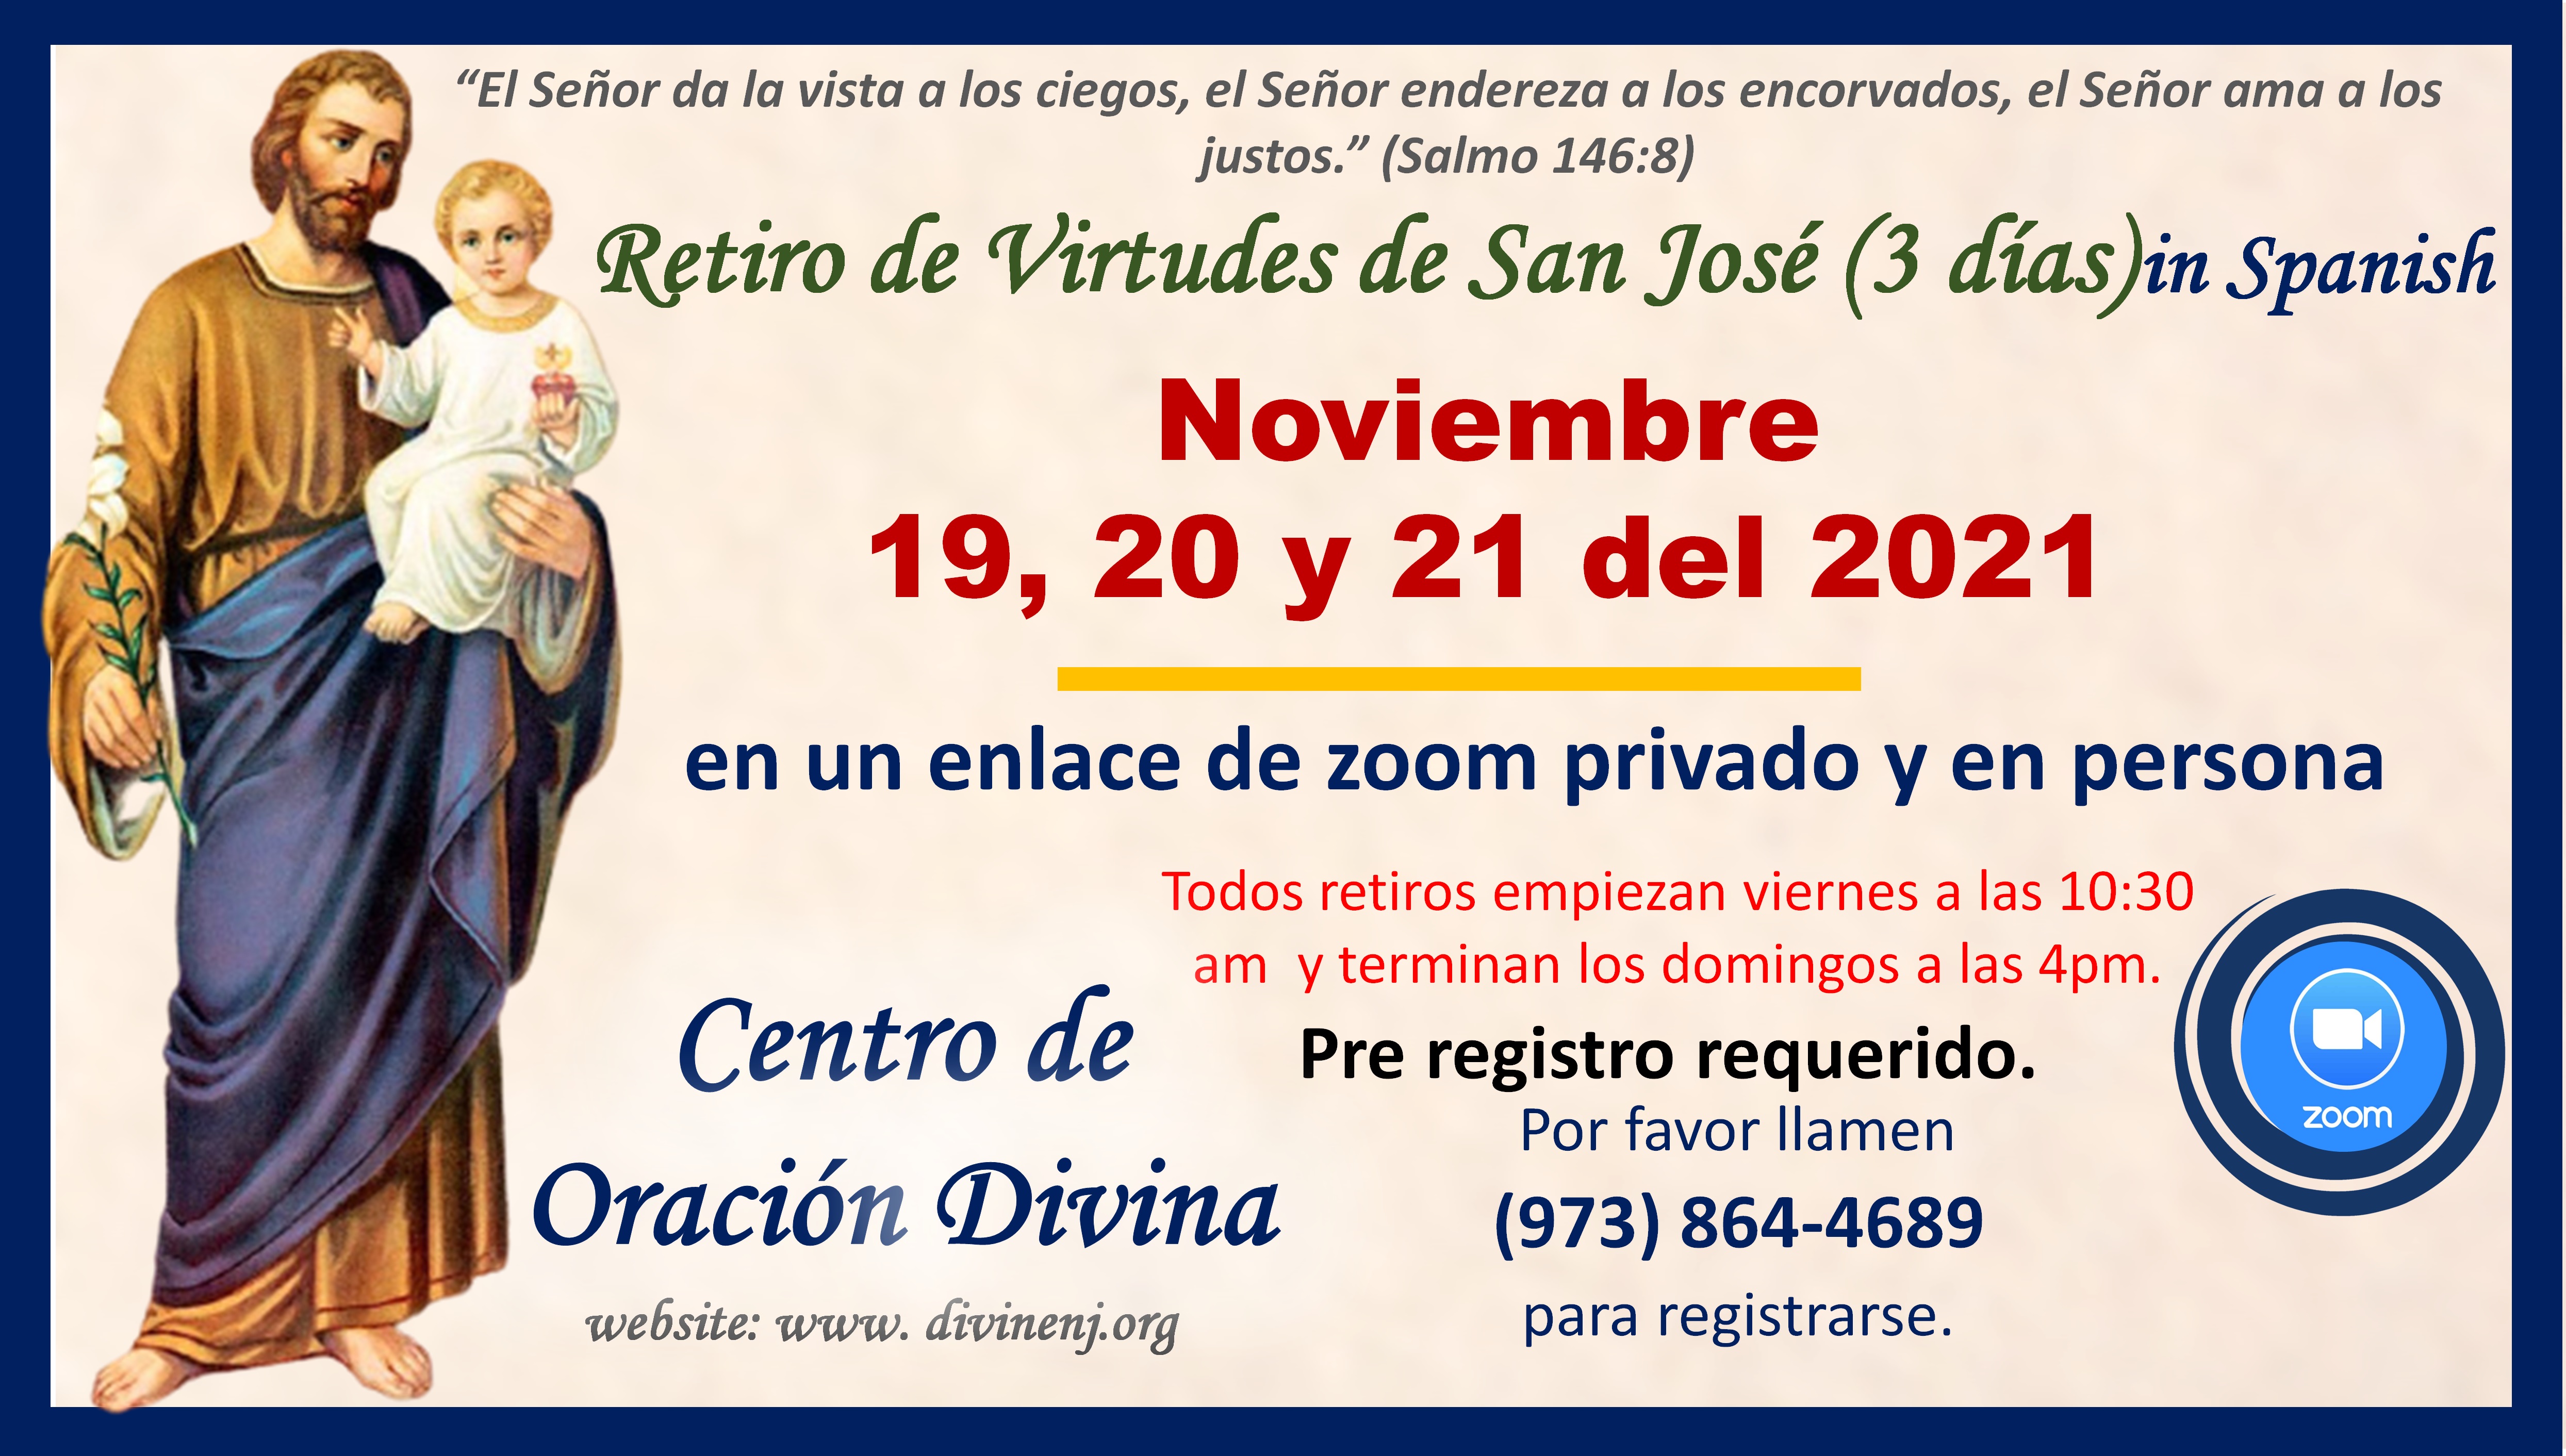 “El Señor da la vista a los ciegos, el Señor endereza a los encorvados, el Señor ama a los
justos.” (Salmo 146:8)
Retiro de Virtudes de San José (3 días)in Spanish
Noviembre
19, 20 y 21 del 2021
en un enlace de zoom privado y en persona
Todos retiros empiezan viernes a las 10:30
am  y terminan los domingos a las 4pm.
Centro de
Oración Divina
website: www. divinenj.org
Pre registro requerido.
Por favor llamen
(973) 864-4689
para registrarse.
zoom